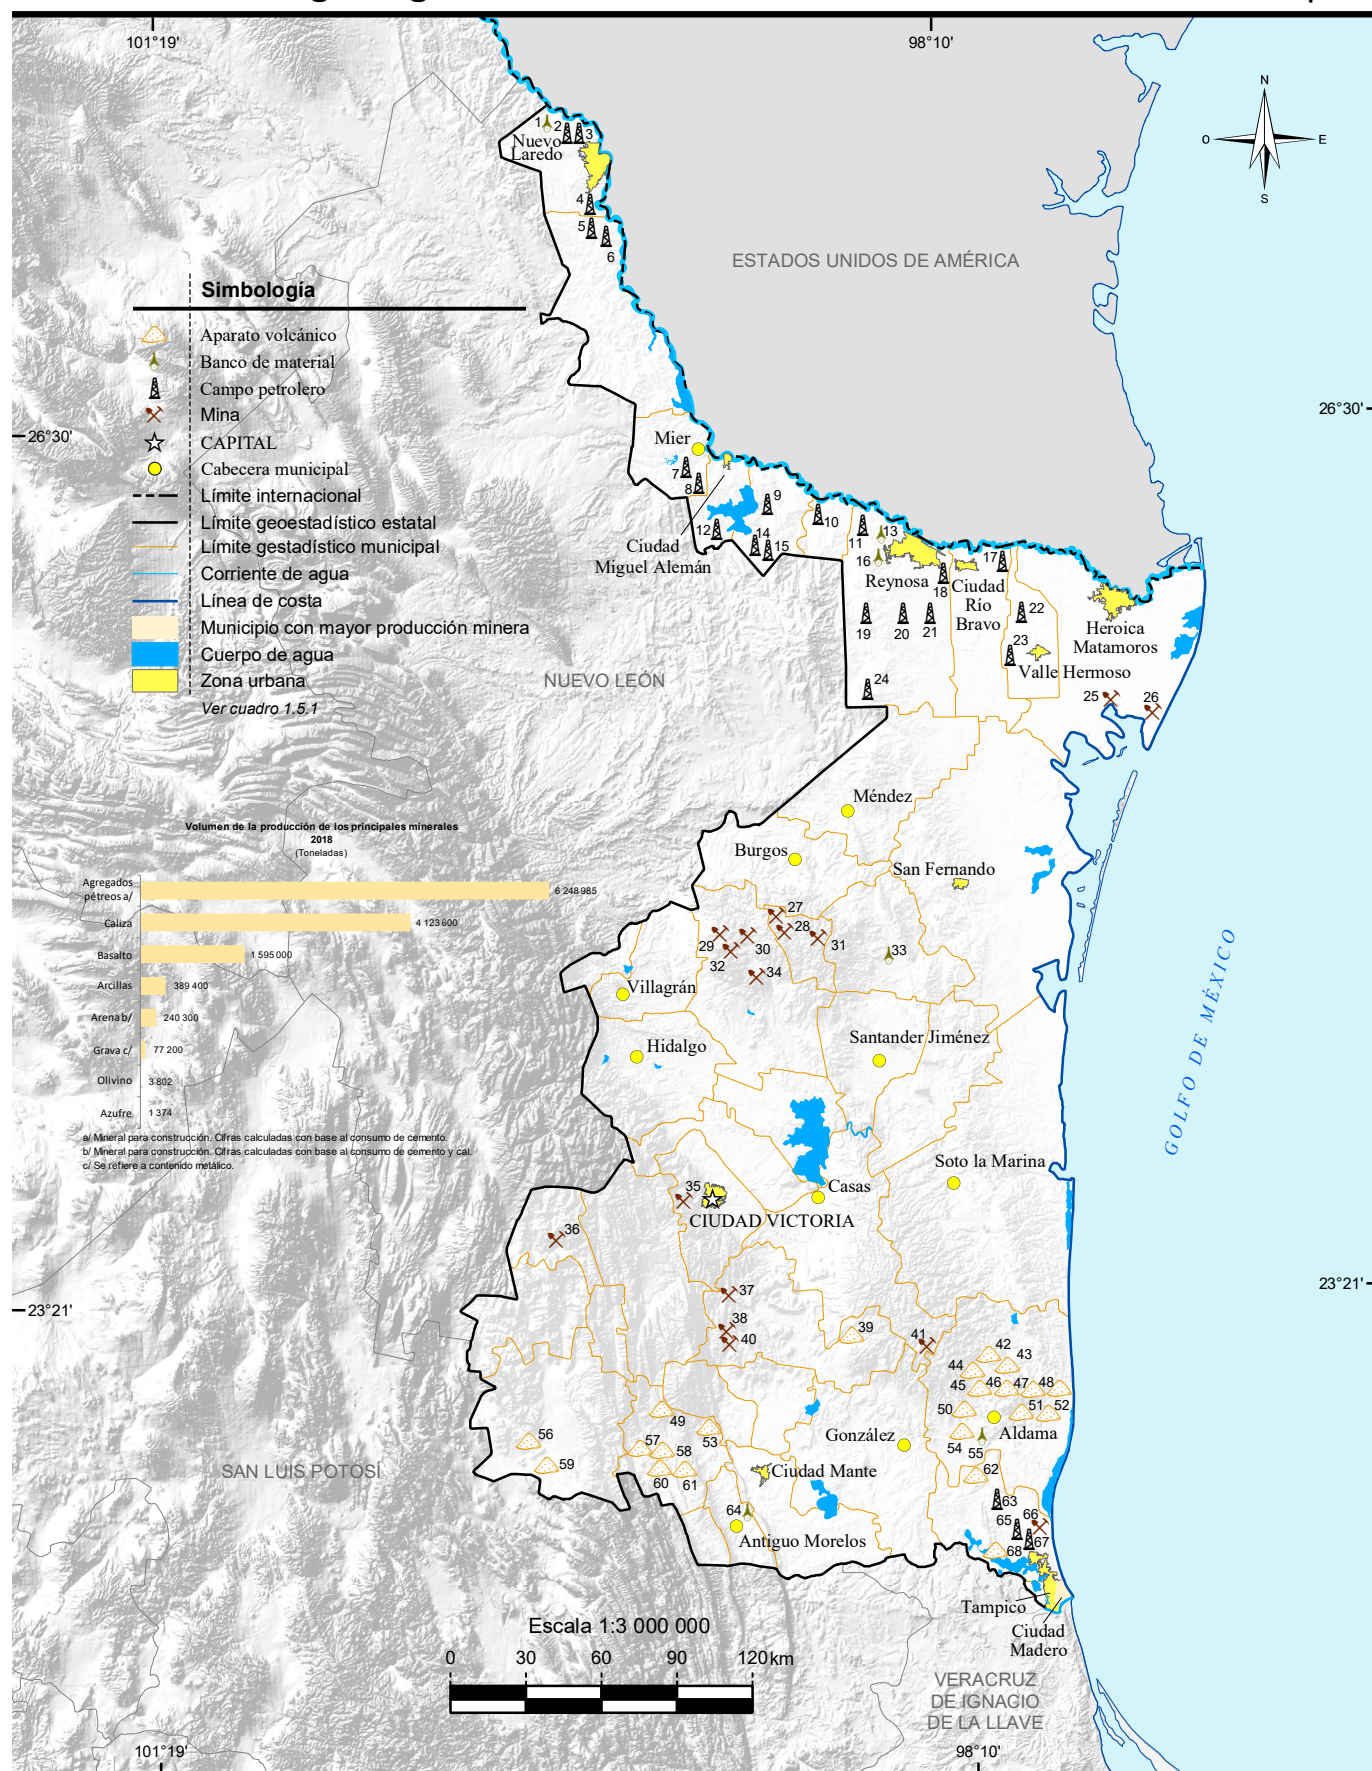 101°19'
98°10'
N
O
E
S
1
2
3
Nuevo
Laredo
4
5
6
ESTADOS UNIDOS DE AMÉRICA
Simbología
Aparato volcánico
Banco de material
Campo petrolero
Mina
CAPITAL
Cabecera municipal
Límite internacional
Límite geoestadístico estatal
Límite gestadístico municipal
Corriente de agua
Línea de costa
Municipio con mayor producción minera
Cuerpo de agua
Zona urbana
Ver cuadro 1.5.1
26°30'
26°30'
Mier
7
8
9
10
11
12
13
14
15
16
17
18
Ciudad
Miguel Alemán
Reynosa
Ciudad
Río
Bravo
19
20
21
22
23
Heroica
Matamoros
Valle Hermoso
24
25
26
NUEVO LEÓN
Méndez
Burgos
San Fernando
Volumen de la producción de los principales minerales
2018
(Toneladas)
Agregados
pétreos a/
6 248 985
Caliza
4 123 600
Basalto
1 595 000
Arcillas
389 400
Arena b/
240 300
Grava c/
77 200
Olivino
3 802
Azufre
1 374
a/ Mineral para construcción. Cifras calculadas con base al consumo de cemento.
b/ Mineral para construcción. Cifras calculadas con base al consumo de cemento y cal.
c/ Se refiere a contenido metálico.
27
28
29
30
31
32
33
34
Villagrán
Hidalgo
Santander Jiménez
GOLFO DE MÉXICO
Soto la Marina
Casas
35
CIUDAD VICTORIA
36
37
38
39
40
41
23°21'
23°21'
42
43
44
45
46
47
48
49
50
51
52
53
54
55
Aldama
González
56
57
58
59
60
61
62
Ciudad Mante
63
64
65
66
67
68
Antiguo Morelos
SAN LUIS POTOSÍ
Tampico
Ciudad
Madero
Escala 1:3 000 000
0
30
60
90
120 km
VERACRUZ
DE IGNACIO
DE LA LLAVE
101°19'
98°10'